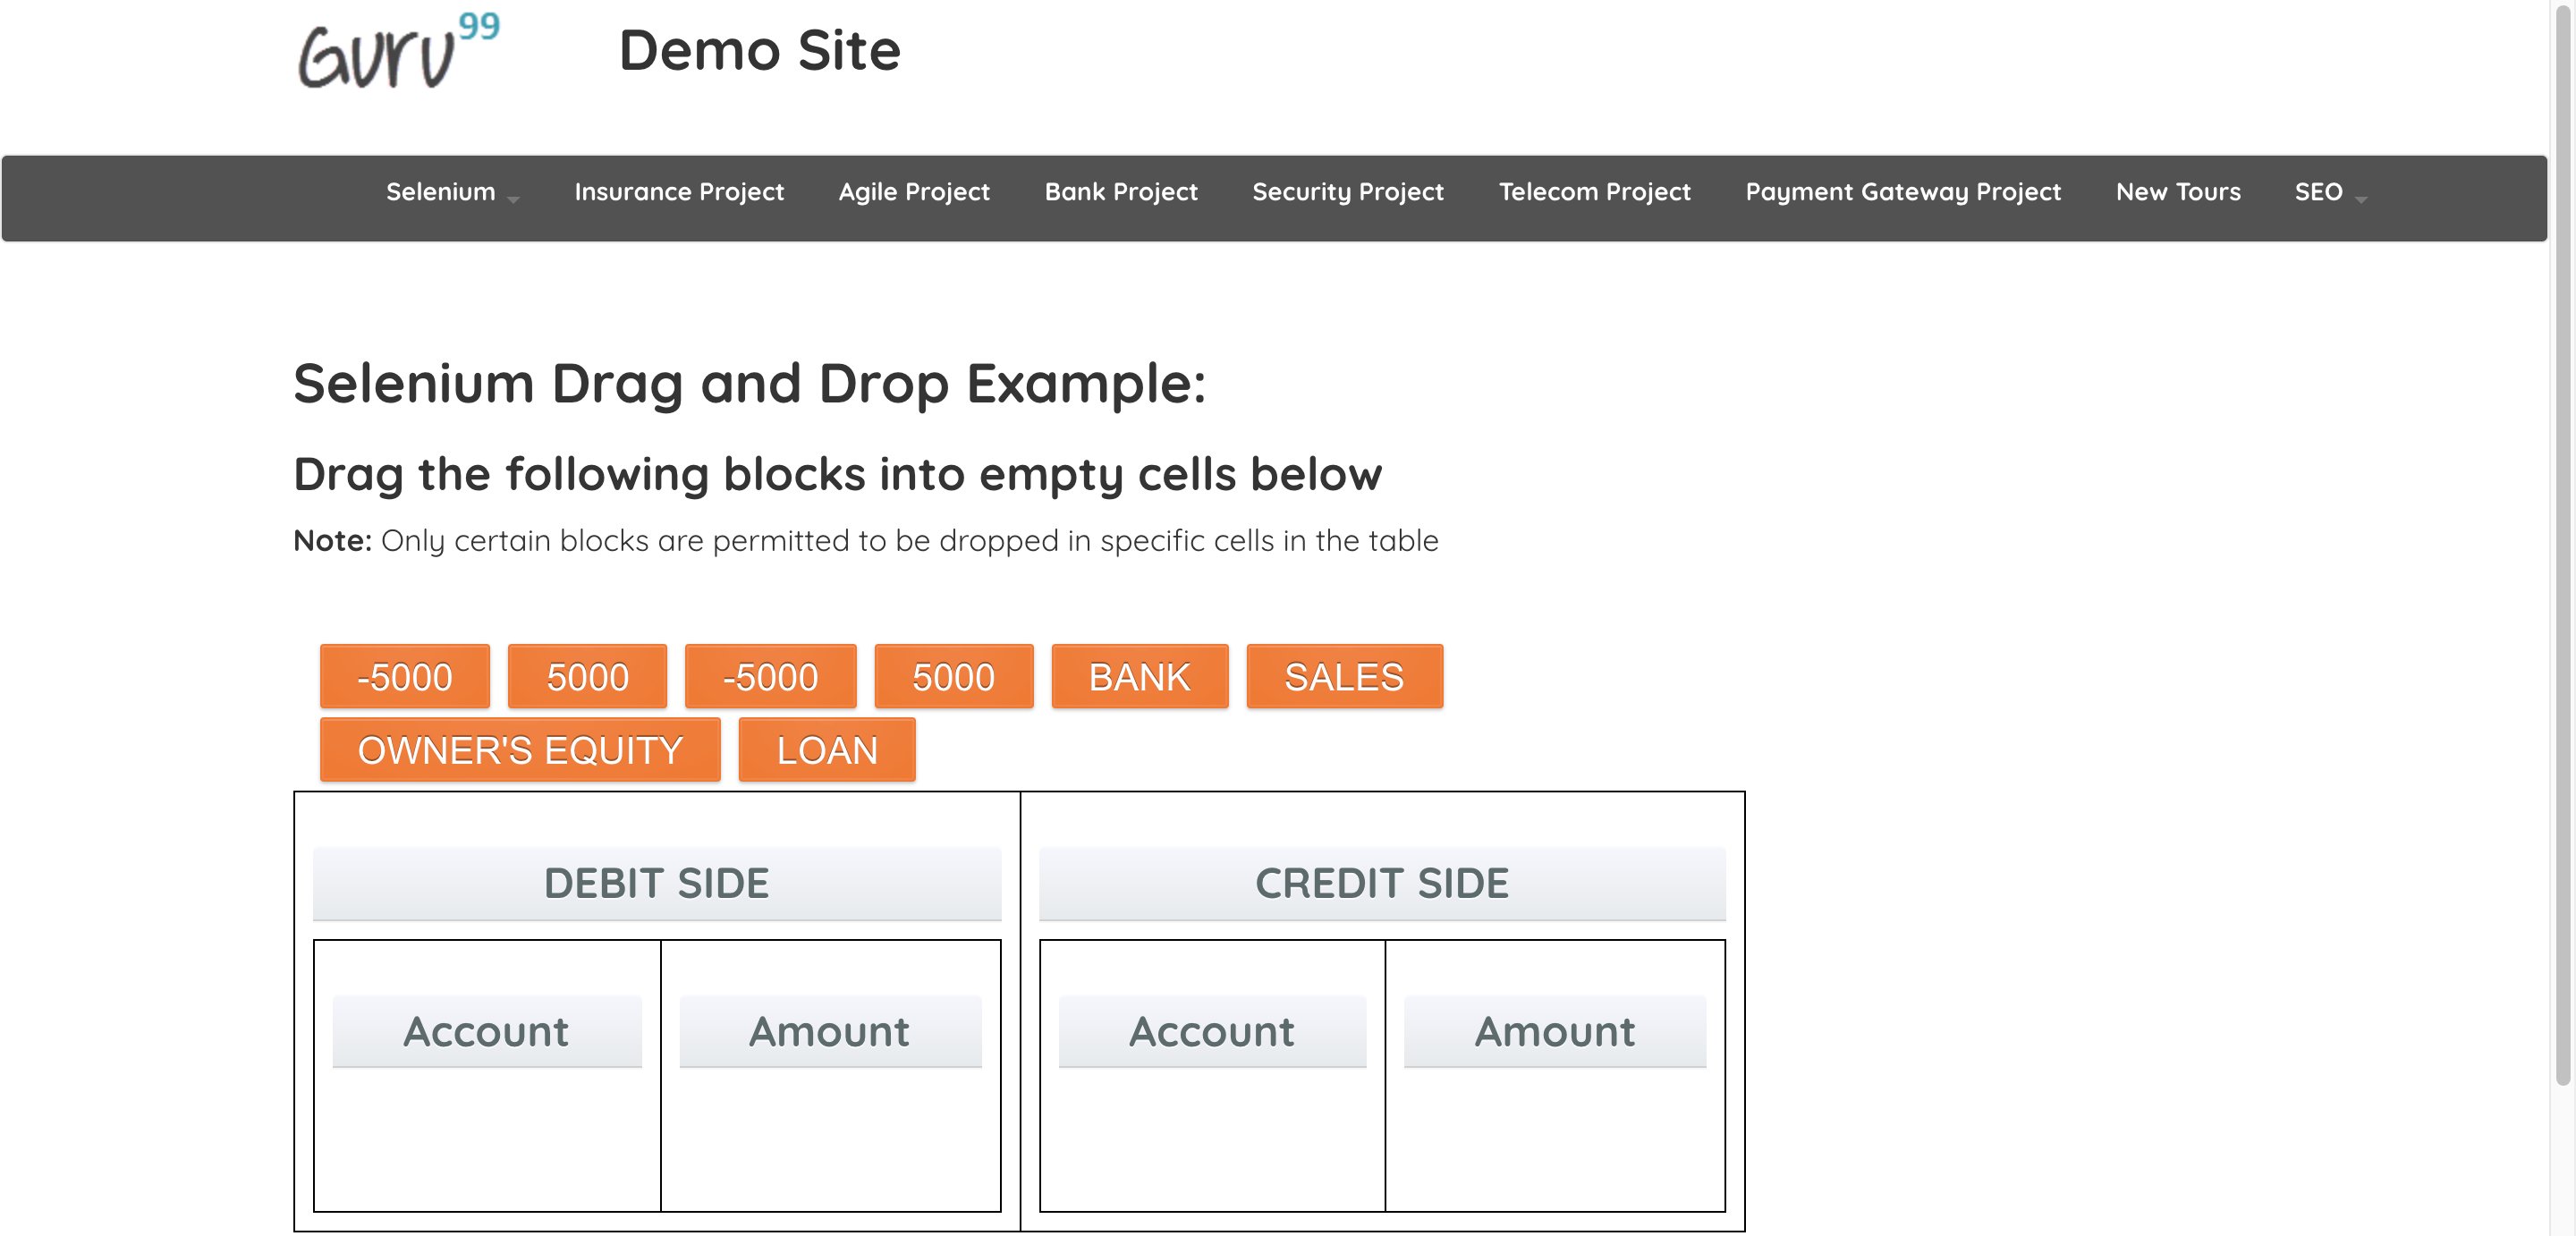 Guru99 Demo Site
Selenium Insurance Project Agile Project Bank Project Security Project Telecom Project Payment Gateway Project New Tours SEO
Selenium Drag and Drop Example:
Drag the following blocks into empty cells below
Note: Only certain blocks are permitted to be dropped in specific cells in the table
-5000 5000 -5000 5000 BANK SALES
OWNER'S EQUITY LOAN
DEBIT SIDE CREDIT SIDE
Account Amount Account Amount